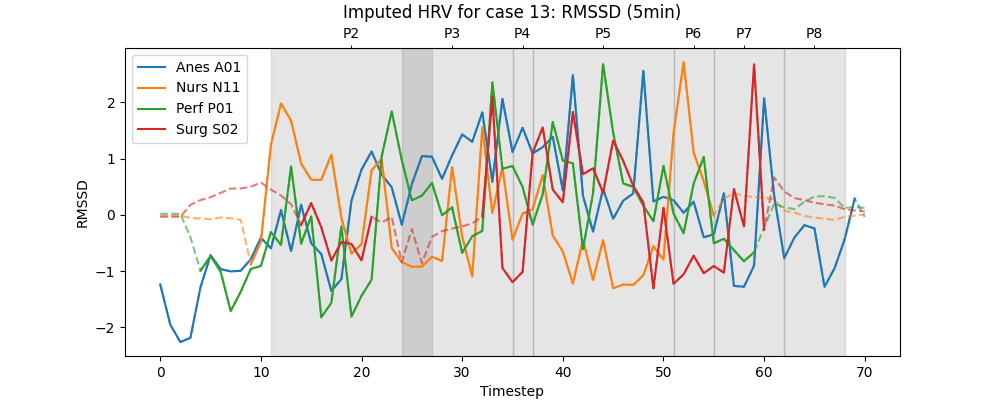 Imputed HRV for case 13: RMSSD (5min)
P2 P3 P4 P5 P6 P7 P8
Anes A01
Nurs N11
Perf P01
Surg S02
2
1
0
−1
−2
RMSSD
0 10 20 30 40 50 60 70
Timestep